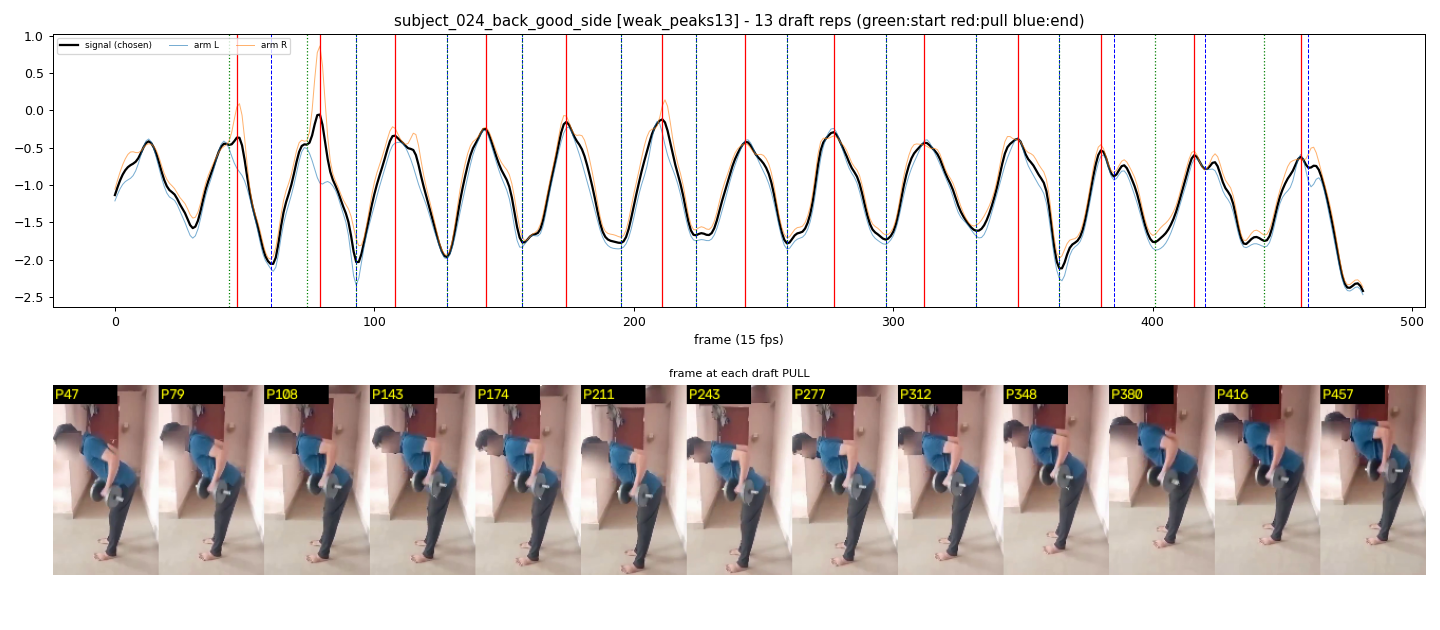 subject_024_back_good_side [weak_peaks13] - 13 draft reps (green:start red:pull blue:end)
signal (chosen) arm L arm R
1.0
0.5
0.0
−0.5
−1.0
−1.5
−2.0
−2.5
0 100 200 300 400 500
frame (15 fps)
frame at each draft PULL
P47 P79 P108 P143 P174 P211 P243 P277 P312 P348 P380 P416 P457